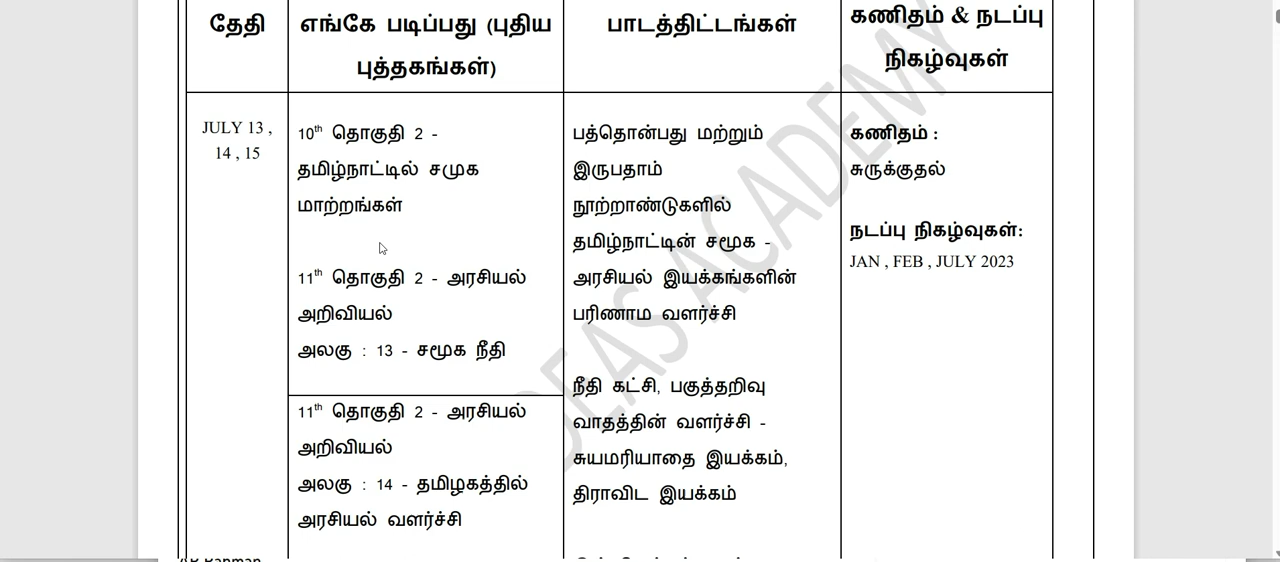 தேதி
எங்கே படிப்பது (புதிய
புத்தகங்கள்)
பாடத்திட்டங்கள்
கணிதம் & நடப்பு
நிகழ்வுகள்
JULY 13 ,
14 , 15
10th தொகுதி 2 -
தமிழ்நாட்டில் சமுக
மாற்றங்கள்
11th தொகுதி 2 - அரசியல்
அறிவியல்
அலகு : 13 - சமூக நீதி
11th தொகுதி 2 - அரசியல்
அறிவியல்
அலகு : 14 - தமிழகத்தில்
அரசியல் வளர்ச்சி
பத்தொன்பது மற்றும்
இருபதாம்
நூற்றாண்டுகளில்
தமிழ்நாட்டின் சமூக -
அரசியல் இயக்கங்களின்
பரிணாம வளர்ச்சி
நீதி கட்சி, பகுத்தறிவு
வாதத்தின் வளர்ச்சி -
சுயமரியாதை இயக்கம்,
திராவிட இயக்கம்
கணிதம் :
சுருக்குதல்
நடப்பு நிகழ்வுகள்:
JAN , FEB , JULY 2023
DEAS ACADEMY